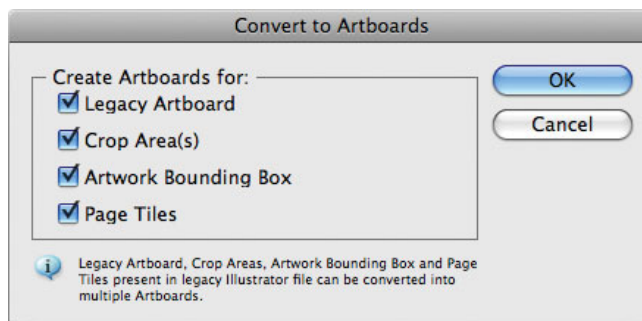 Convert to Artboards
Create Artboards for:
Legacy Artboard
Crop Area(s)
Artwork Bounding Box
Page Tiles
OK
Cancel
Legacy Artboard, Crop Areas, Artwork Bounding Box and Page
Tiles present in legacy Illustrator file can be converted into
multiple Artboards.